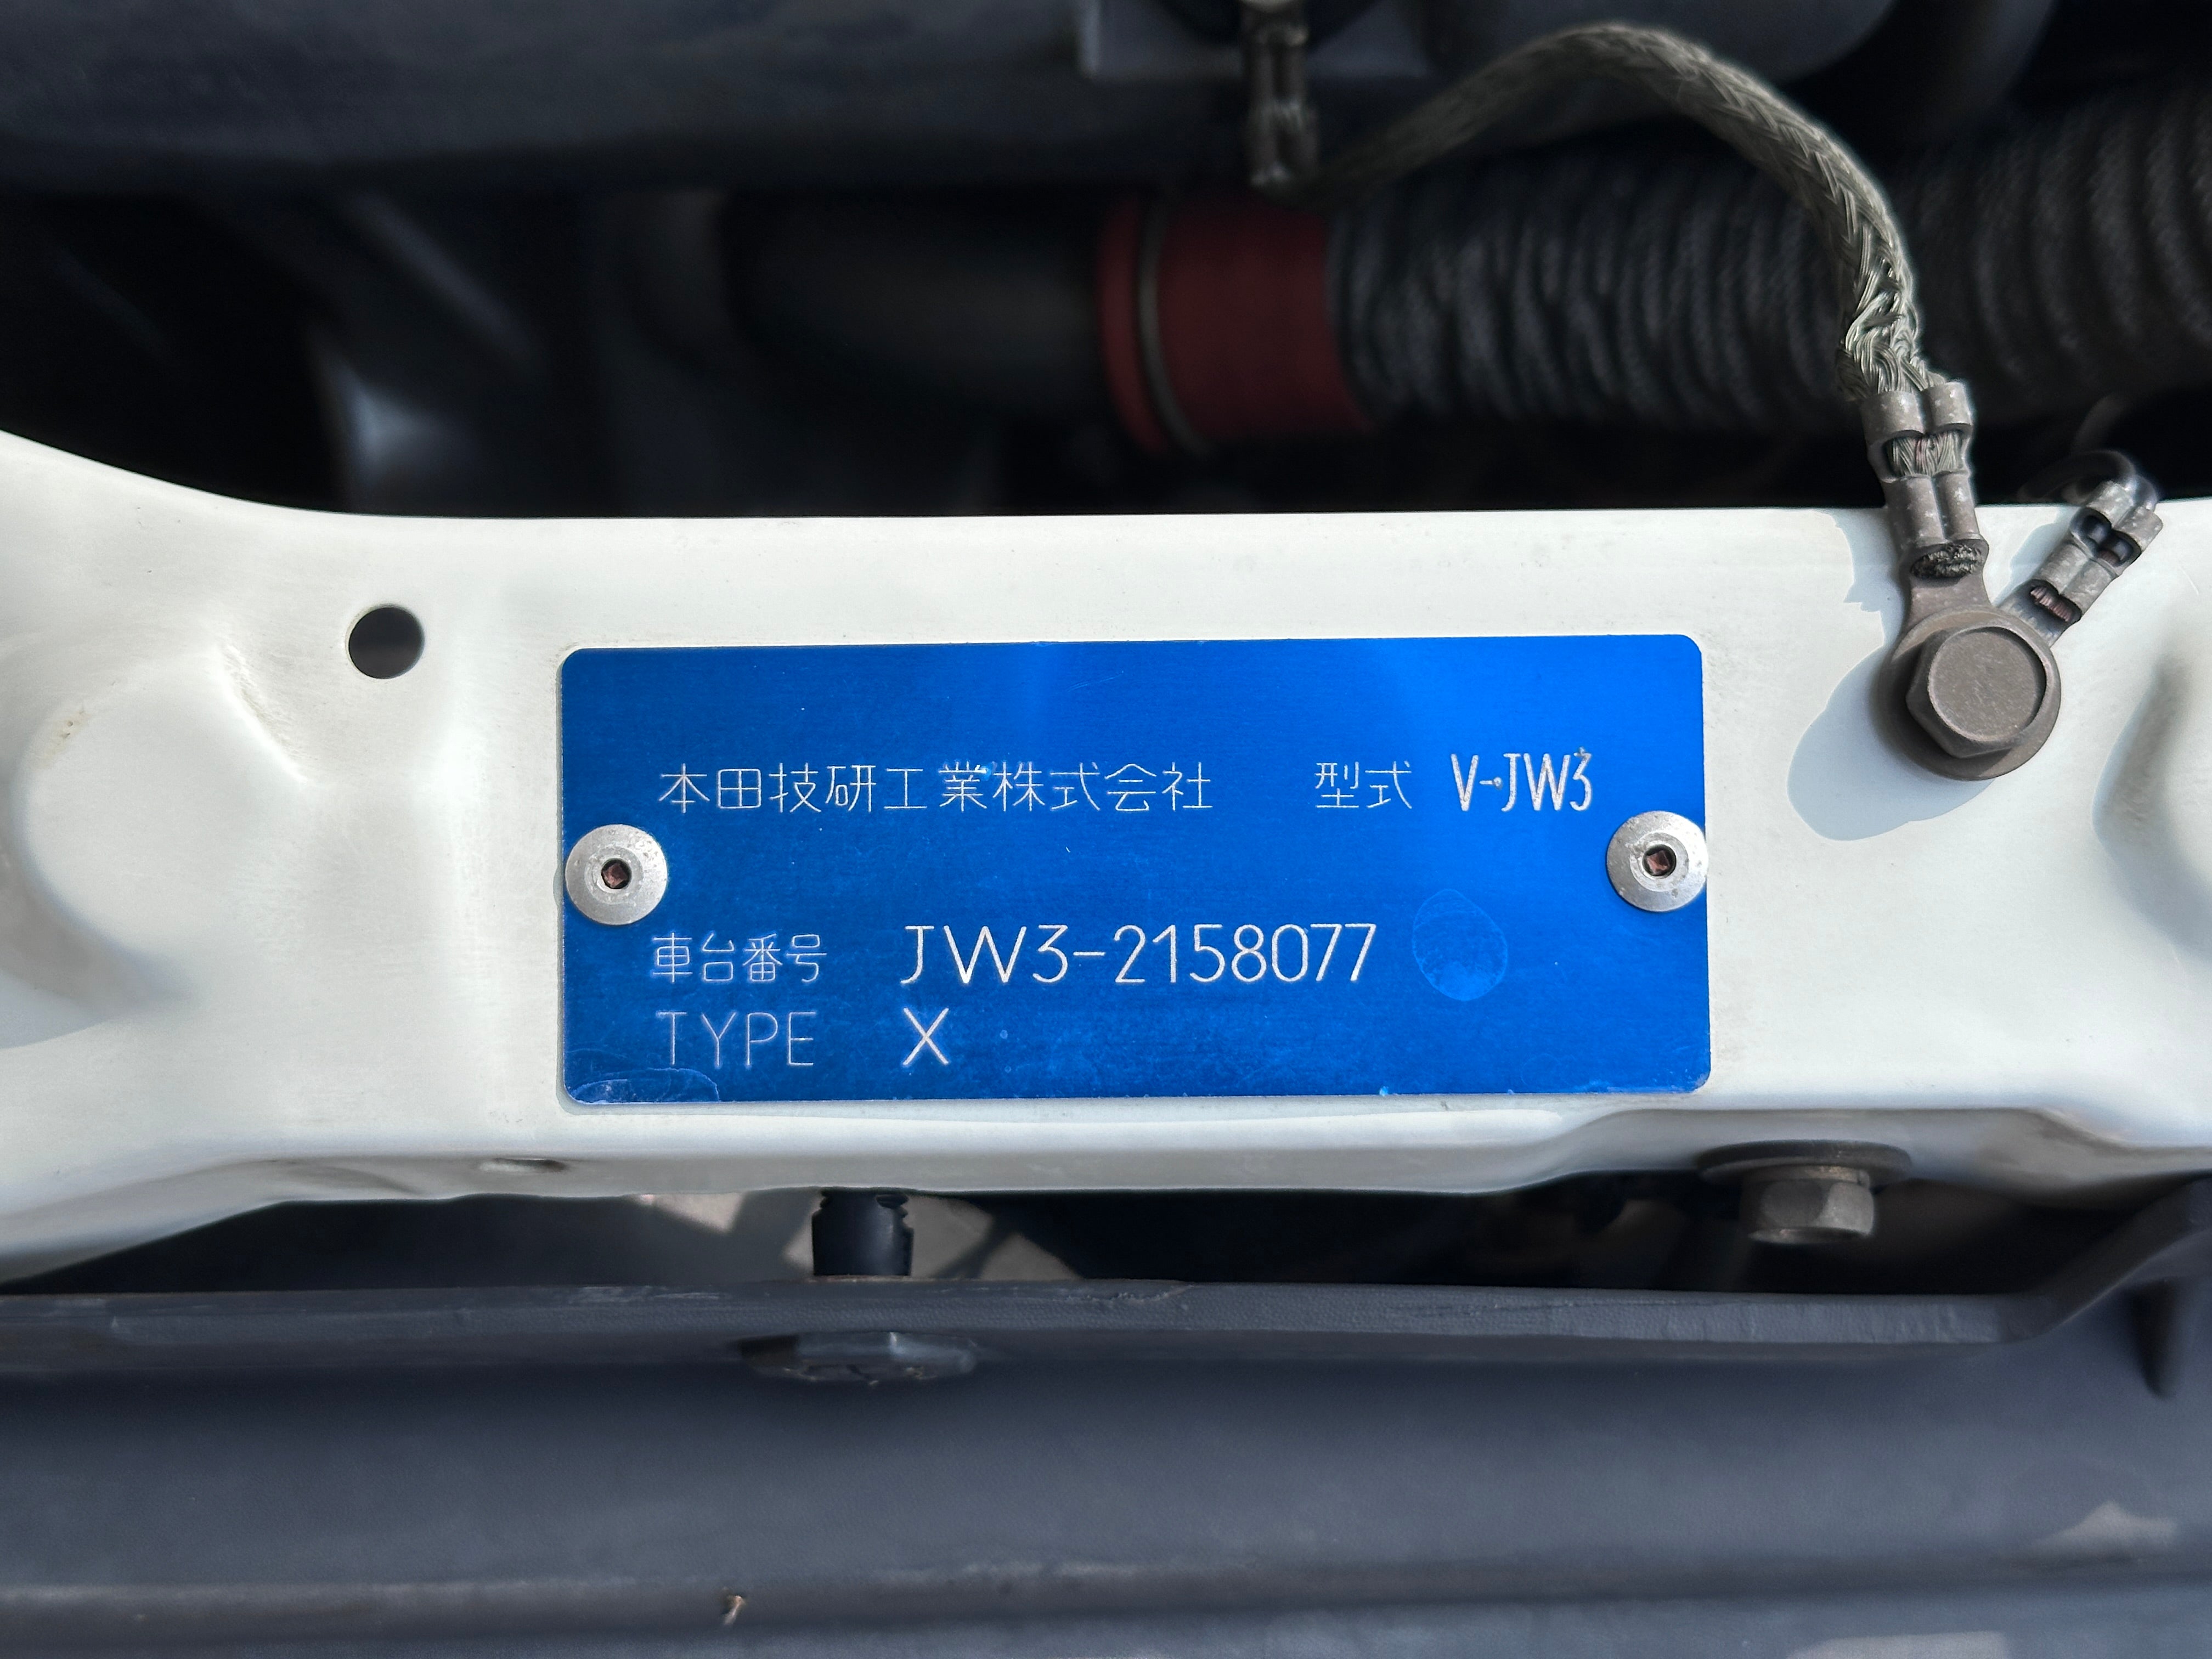 本田技研工業株式会社 型式 V-JW3
車台番号 JW3-2158077
TYPE X